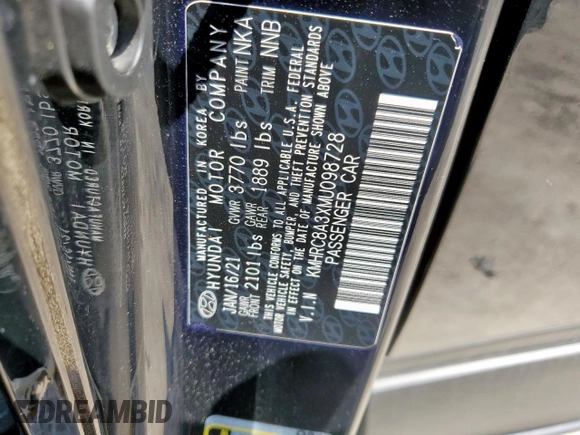 MANUFACTURED IN KOREA BY
HYUNDAI MOTOR COMPANY
JAN/16/21 GVWR 3770 lbs PAINT NKA
GAWR FRONT 2101 lbs GAWR REAR 1889 lbs TRIM NNB
THIS VEHICLE CONFORMS TO ALL APPLICABLE U.S.A. FEDERAL
MOTOR VEHICLE SAFETY, BUMPER, AND THEFT PREVENTION STANDARDS
IN EFFECT ON THE DATE OF MANUFACTURE SHOWN ABOVE
V.I.N KMHRC8A3XMU098728
PASSENGER CAR
DREAMBID